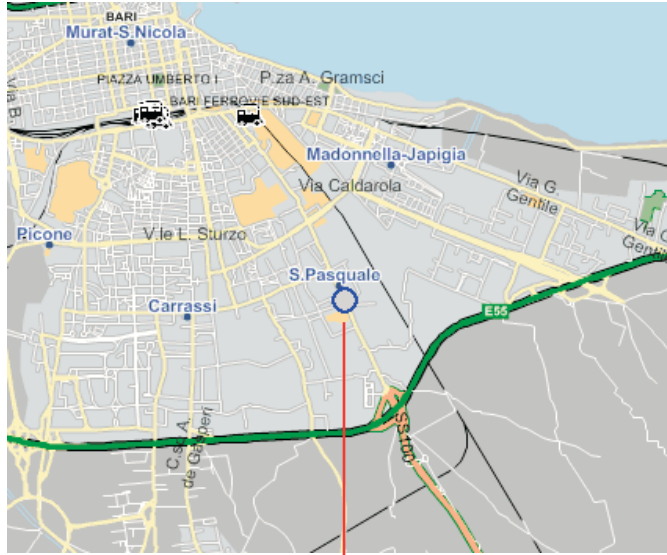 BARI
Murat-S.Nicola
PIAZZA UMBERTO I
P.za A. Gramsci
Via B.
BARI FERROVIE SUD-EST
Madonnella-Japigia
Via G.
Gentile
Via Caldarola
Via G
Gentile
Picone
V.le L. Sturzo
S.Pasquale
Carrassi
E55
C.so A.
de Gasperi
SS100